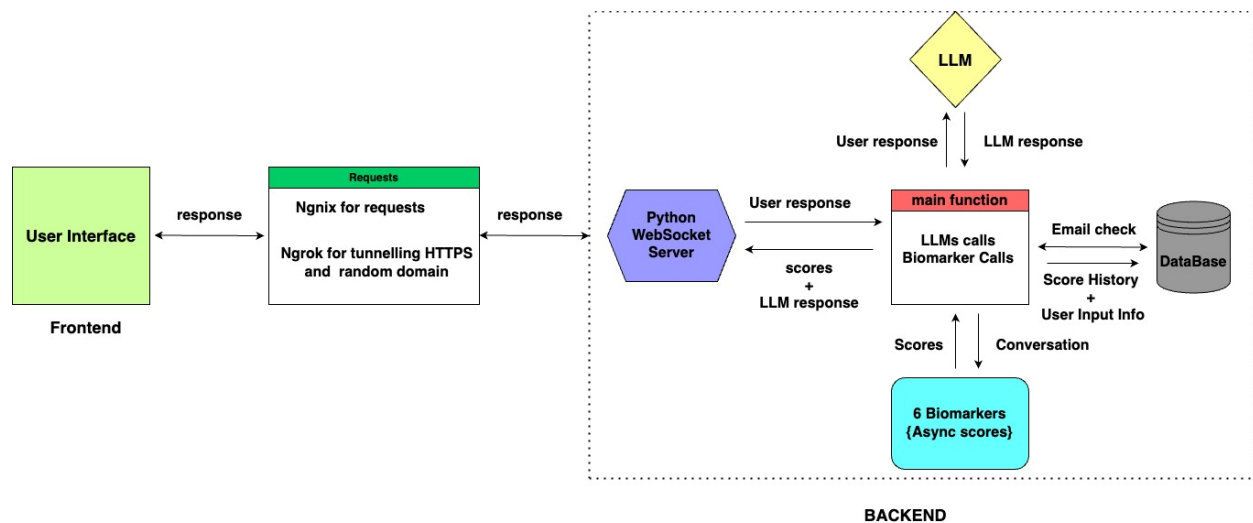 LLM
User response
LLM response
Requests
Ngnix for requests
Ngrok for tunnelling HTTPS
and random domain
User Interface
response
response
Frontend
Python
WebSocket
Server
User response
scores
+
LLM response
main function
LLMs calls
Biomarker Calls
Email check
Score History
+
User Input Info
DataBase
Scores
Conversation
6 Biomarkers
{Async scores}
BACKEND